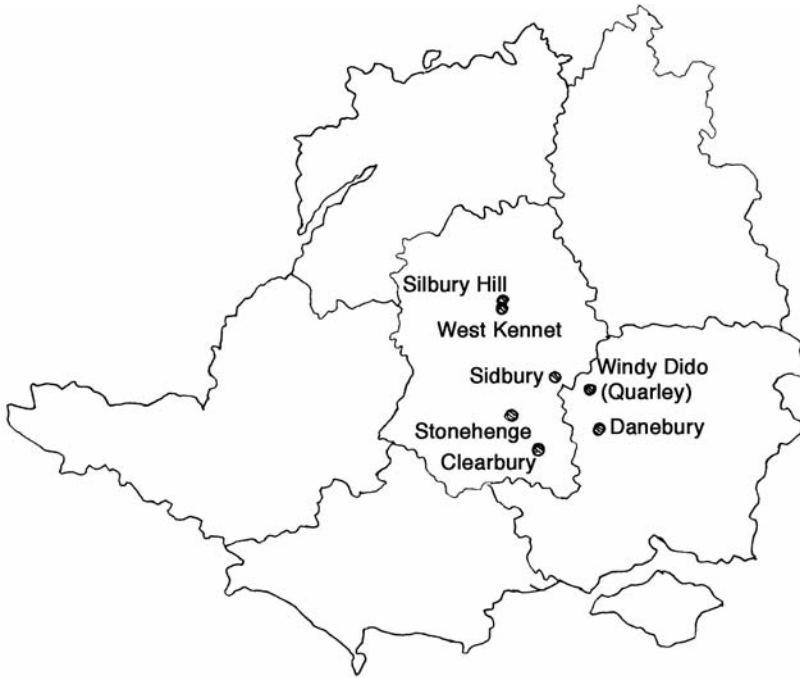 Silbury Hill
West Kennet
Sidbury
Windy Dido
(Quarley)
Stonehenge
Danebury
Clearbury